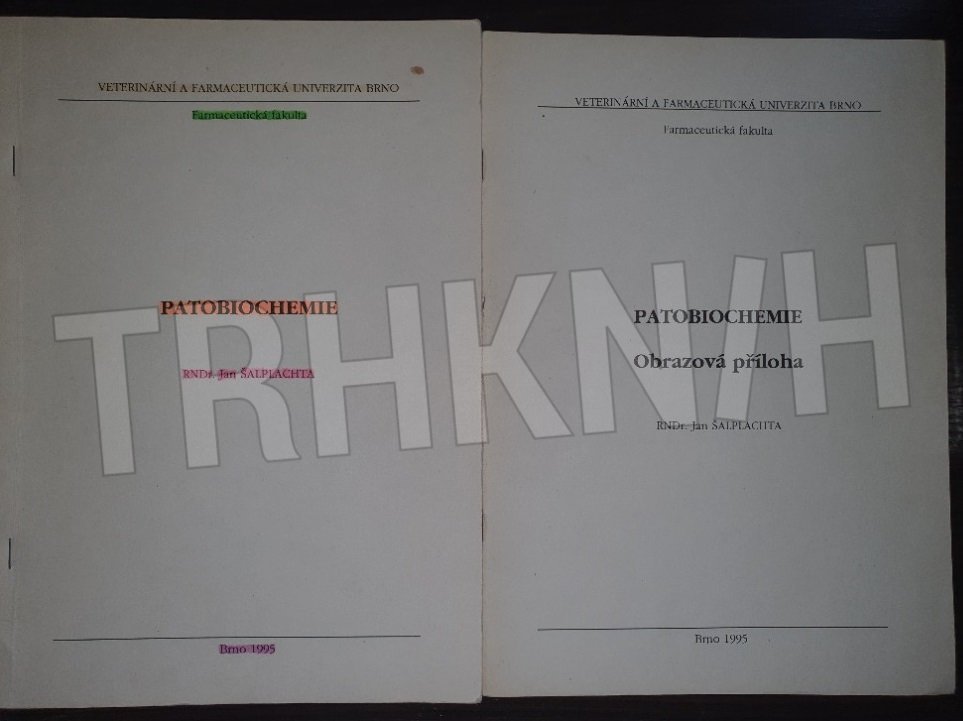 VETERINÁRNÍ A FARMACEUTICKÁ UNIVERZITA BRNO
Farmaceutická fakulta
PATOBIOCHEMIE
RNDr. Jan ŠALPLACHTA
Brno 1995
VETERINÁRNÍ A FARMACEUTICKÁ UNIVERZITA BRNO
Farmaceutická fakulta
PATOBIOCHEMIE
Obrazová příloha
RNDr. Jan ŠALPLACHTA
Brno 1995
TRHKNIH